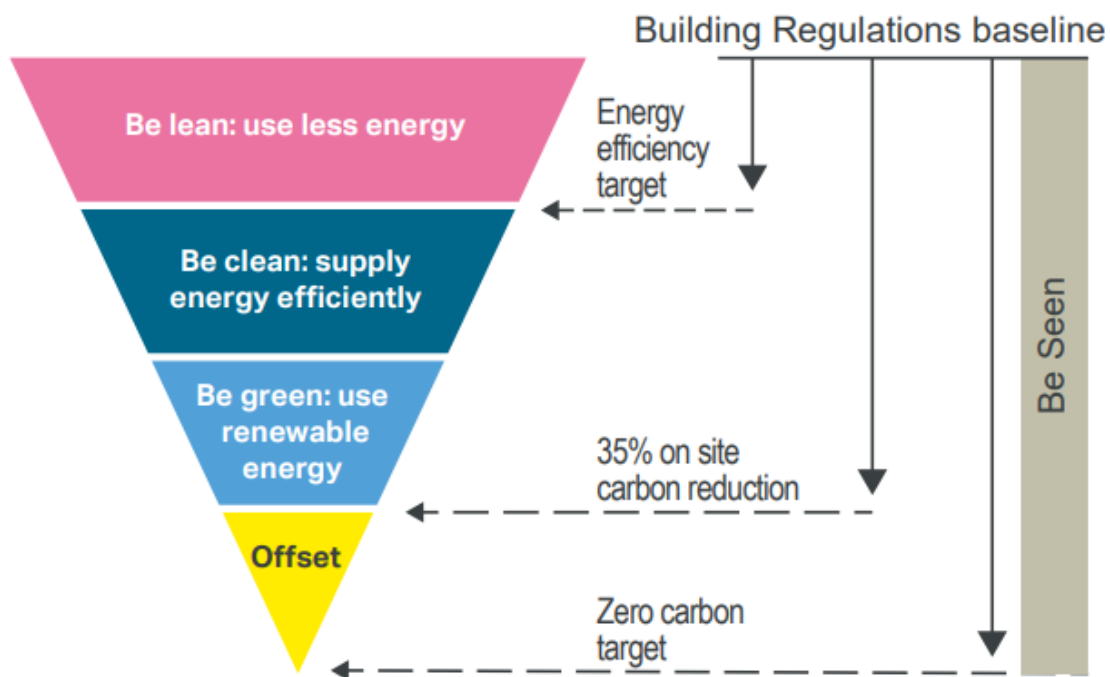 Building Regulations baseline
Be lean: use less energy
Energy
efficiency
target
Be clean: supply
energy efficiently
Be green: use
renewable
energy
35% on site
carbon reduction
Offset
Zero carbon
target
Be Seen